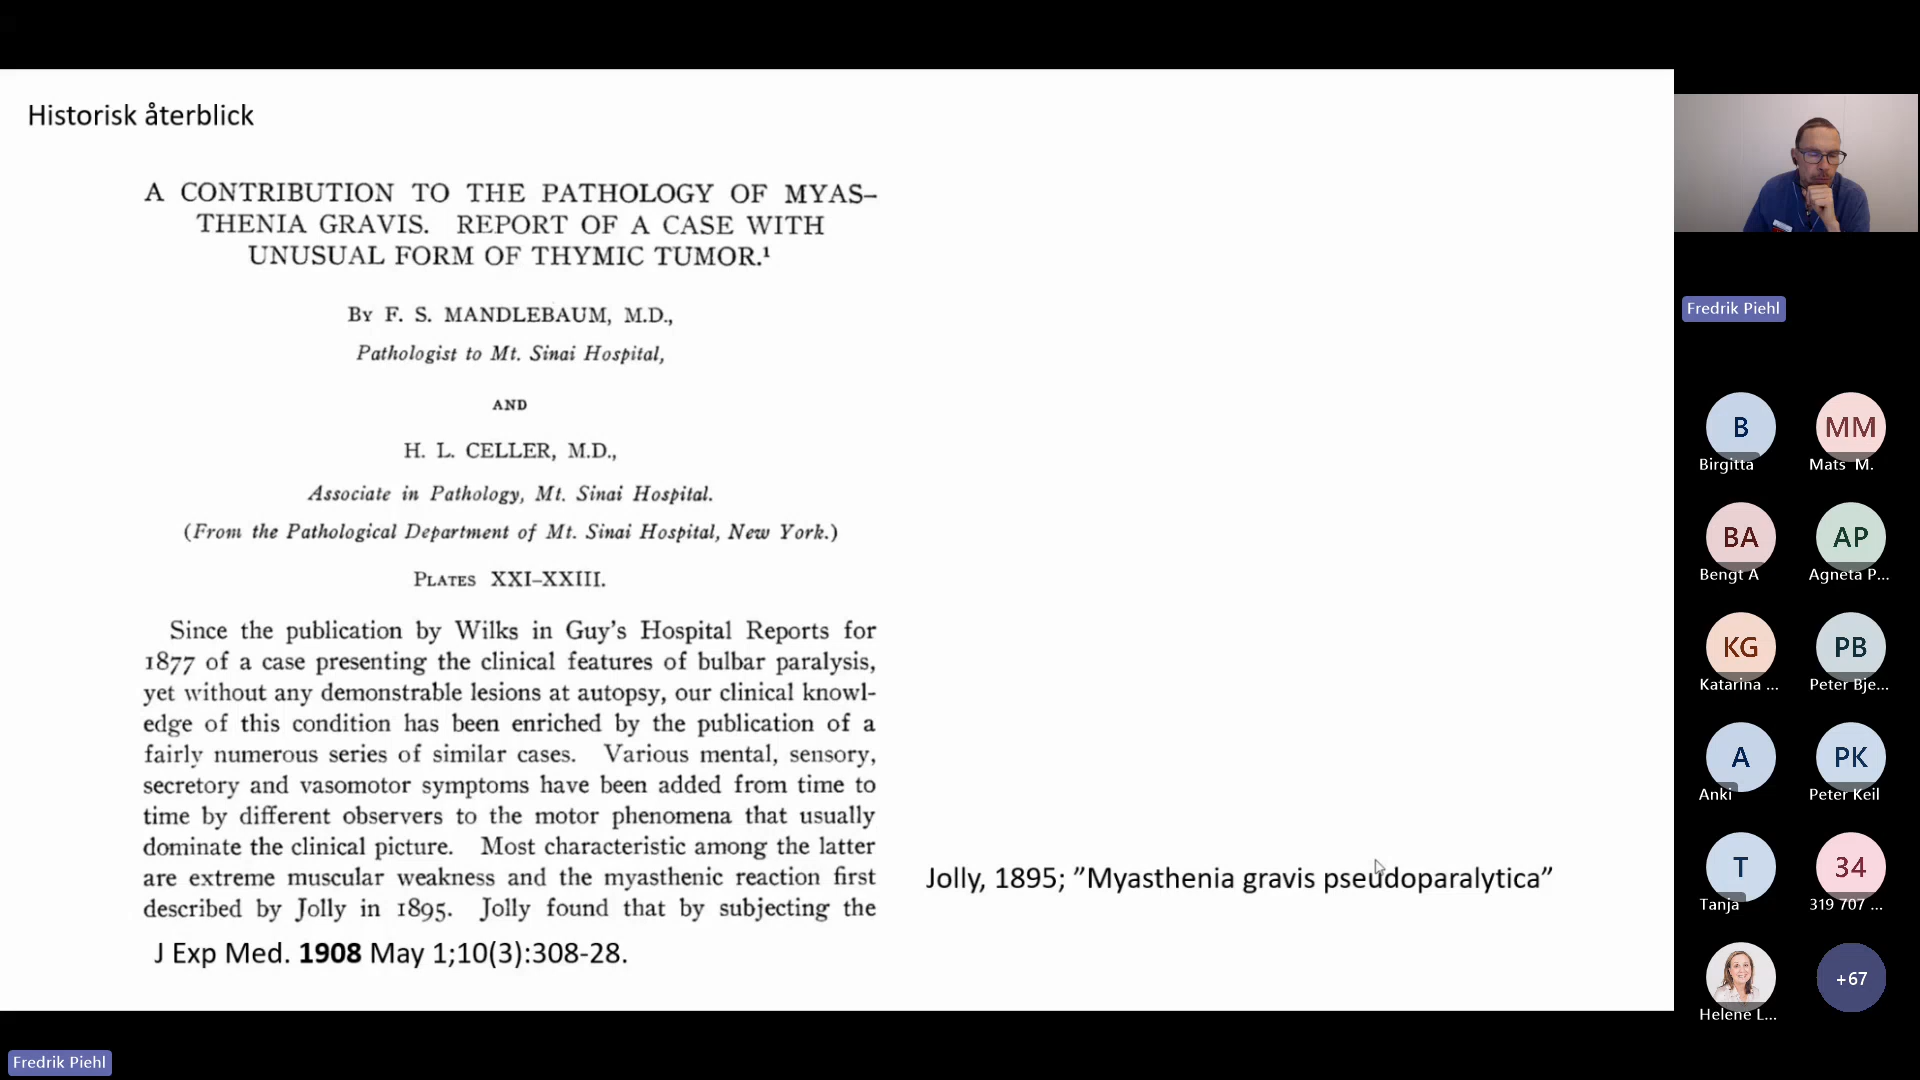 Historisk återblick
A CONTRIBUTION TO THE PATHOLOGY OF MYAS–
THENIA GRAVIS. REPORT OF A CASE WITH
UNUSUAL FORM OF THYMIC TUMOR.¹
By F. S. MANDLEBAUM, M.D.,
Pathologist to Mt. Sinai Hospital,
AND
H. L. CELLER, M.D.,
Associate in Pathology, Mt. Sinai Hospital.
(From the Pathological Department of Mt. Sinai Hospital, New York.)
PLATES XXI–XXIII.
Since the publication by Wilks in Guy's Hospital Reports for
1877 of a case presenting the clinical features of bulbar paralysis,
yet without any demonstrable lesions at autopsy, our clinical knowl-
edge of this condition has been enriched by the publication of a
fairly numerous series of similar cases. Various mental, sensory,
secretory and vasomotor symptoms have been added from time to
time by different observers to the motor phenomena that usually
dominate the clinical picture. Most characteristic among the latter
are extreme muscular weakness and the myasthenic reaction first
described by Jolly in 1895. Jolly found that by subjecting the
J Exp Med. 1908 May 1;10(3):308-28.
Jolly, 1895; ”Myasthenia gravis pseudoparalytica”
Fredrik Piehl
B
Birgitta
MM
Mats M.
BA
Bengt A
AP
Agneta P...
KG
Katarina ...
PB
Peter Bje...
A
Anki
PK
Peter Keil
T
Tanja
34
319 707 ...
Helene L...
+67
Fredrik Piehl